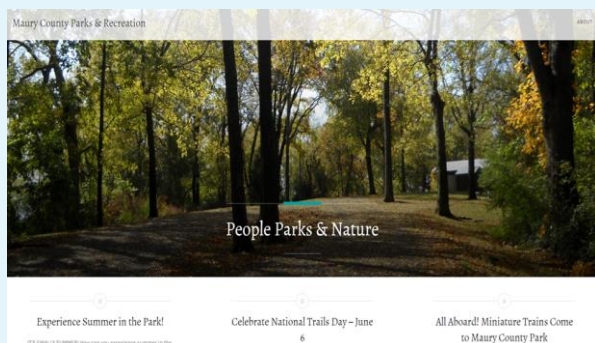 Maury County Parks & Recreation
ABOUT
People Parks & Nature
Experience Summer in the Park!
Celebrate National Trails Day – June
6
All Aboard! Miniature Trains Come
to Maury County Park